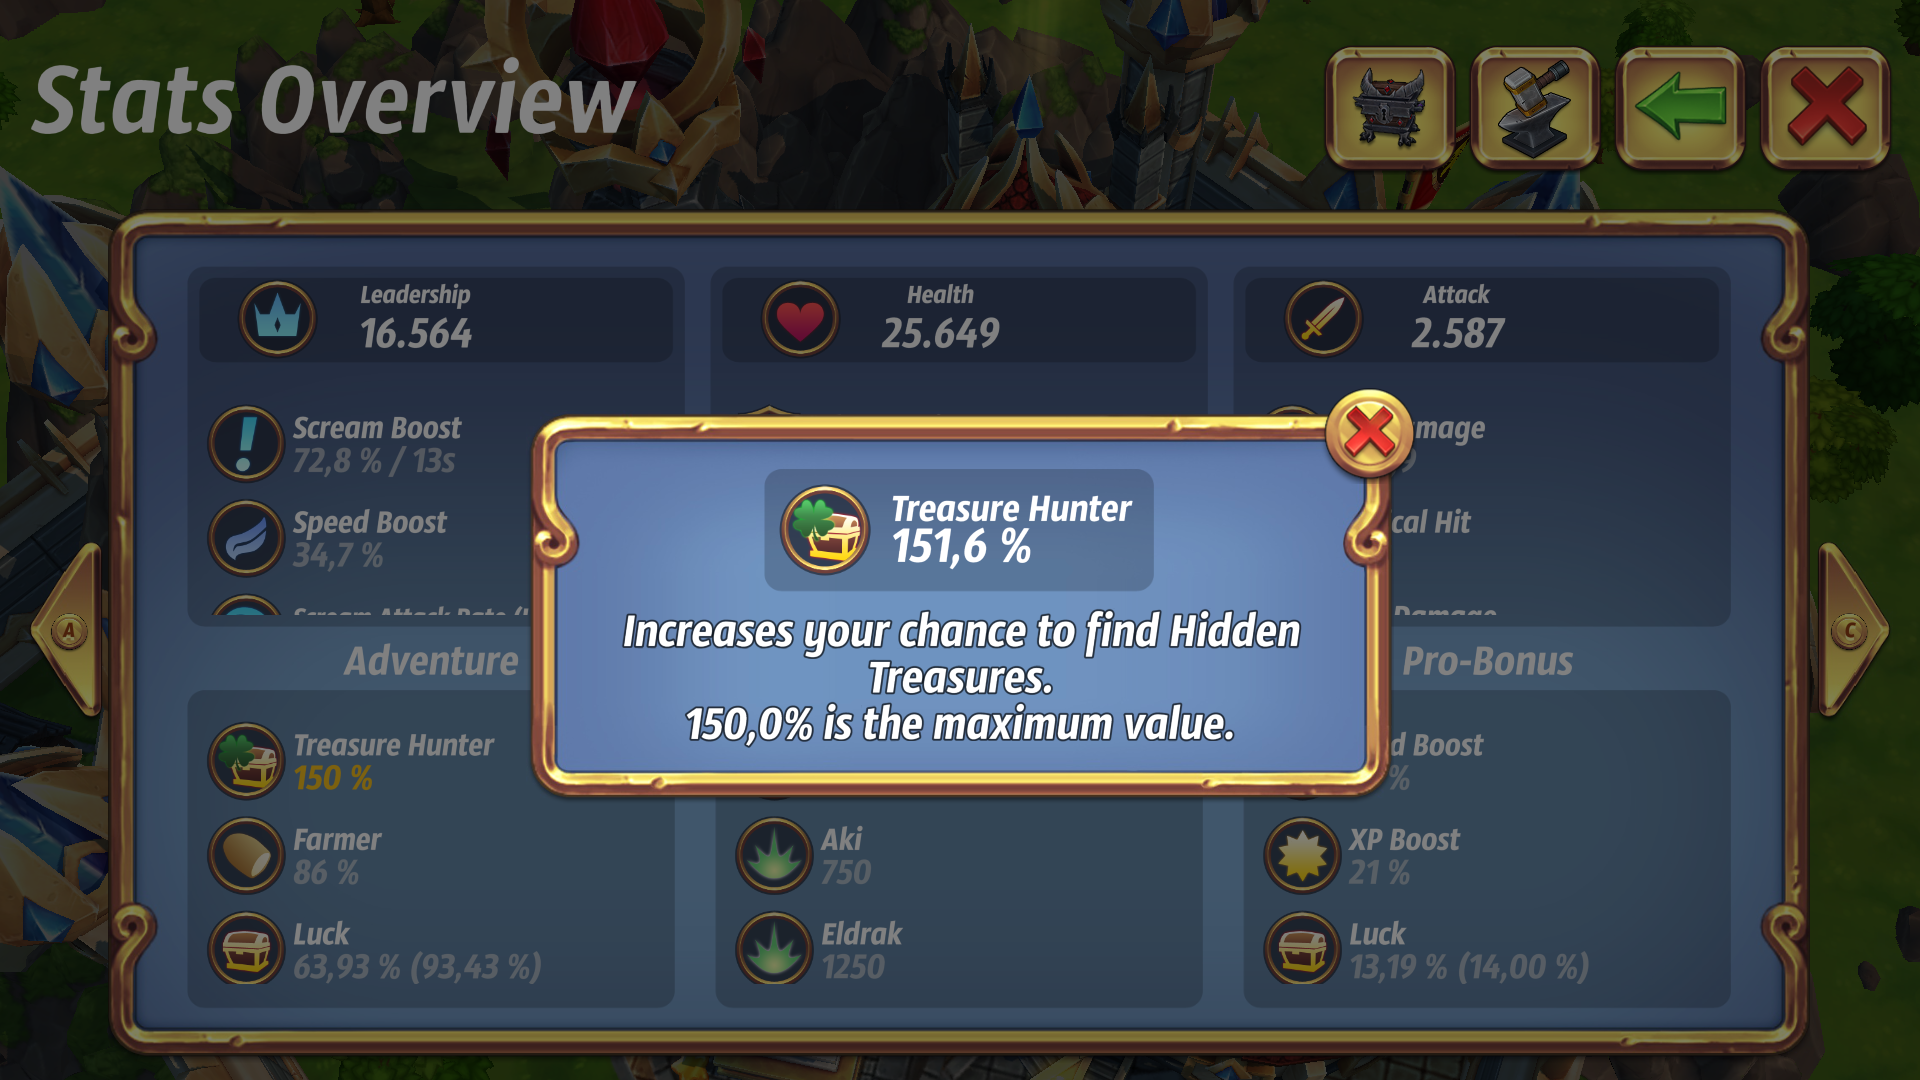 Stats Overview
Leadership
16.564
Health
25.649
Attack
2.587
Scream Boost
72,8 % / 13s
Speed Boost
34,7 %
Treasure Hunter
151,6 %
Increases your chance to find Hidden
Treasures.
150,0% is the maximum value.
Hit
A
C
Adventure
Pro-Bonus
Treasure Hunter
150 %
Farmer
86 %
Luck
63,93 % (93,43 %)
Aki
750
Eldrak
1250
Boost
%
XP Boost
21 %
Luck
13,19 % (14,00 %)